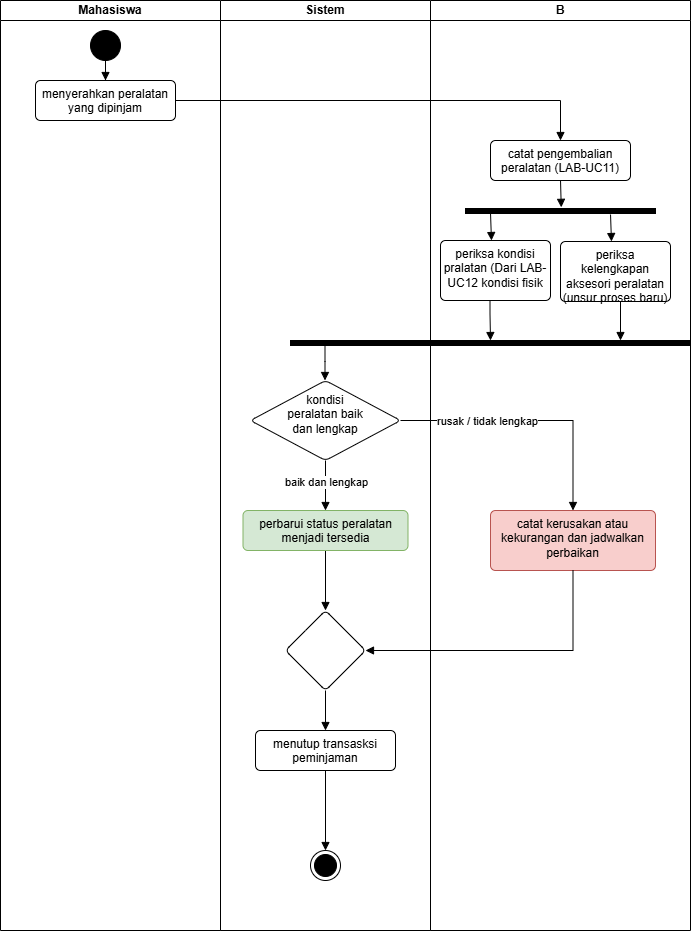 Mahasiswa
Sistem
B
menyerahkan peralatan
yang dipinjam
catat pengembalian
peralatan (LAB-UC11)
periksa kondisi
pralatan (Dari LAB-
UC12 kondisi fisik
periksa
kelengkapan
aksesori peralatan
(unsur proses baru)
kondisi
peralatan baik
dan lengkap
rusak / tidak lengkap
baik dan lengkap
perbarui status peralatan
menjadi tersedia
catat kerusakan atau
kekurangan dan jadwalkan
perbaikan
menutup transasksi
peminjaman